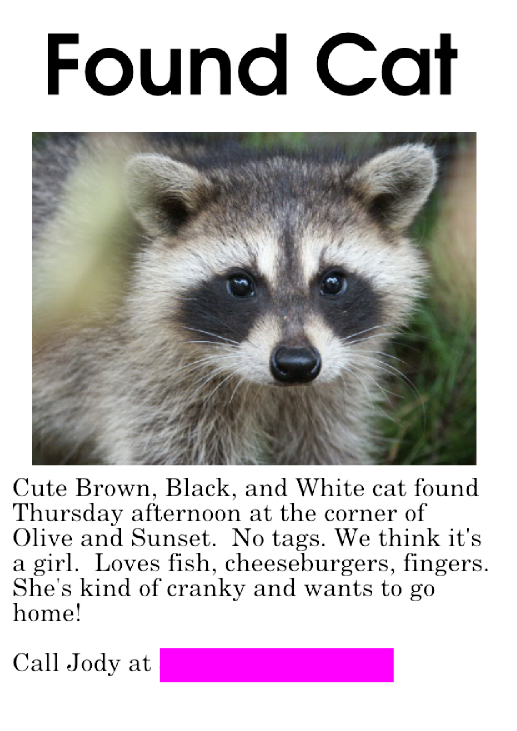 Found Cat
Cute Brown, Black, and White cat found
Thursday afternoon at the corner of
Olive and Sunset.  No tags. We think it's
a girl.  Loves fish, cheeseburgers, fingers.
She's kind of cranky and wants to go
home!
Call Jody at